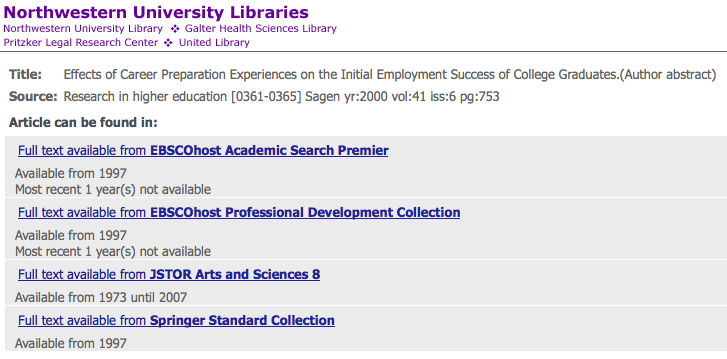 Northwestern University Libraries
Northwestern University Library ❖ Galter Health Sciences Library
Pritzker Legal Research Center ❖ United Library
Title: Effects of Career Preparation Experiences on the Initial Employment Success of College Graduates.(Author abstract)
Source: Research in higher education [0361-0365] Sagen yr:2000 vol:41 iss:6 pg:753
Article can be found in:
Full text available from EBSCOhost Academic Search Premier
Available from 1997
Most recent 1 year(s) not available
Full text available from EBSCOhost Professional Development Collection
Available from 1997
Most recent 1 year(s) not available
Full text available from JSTOR Arts and Sciences 8
Available from 1973 until 2007
Full text available from Springer Standard Collection
Available from 1997